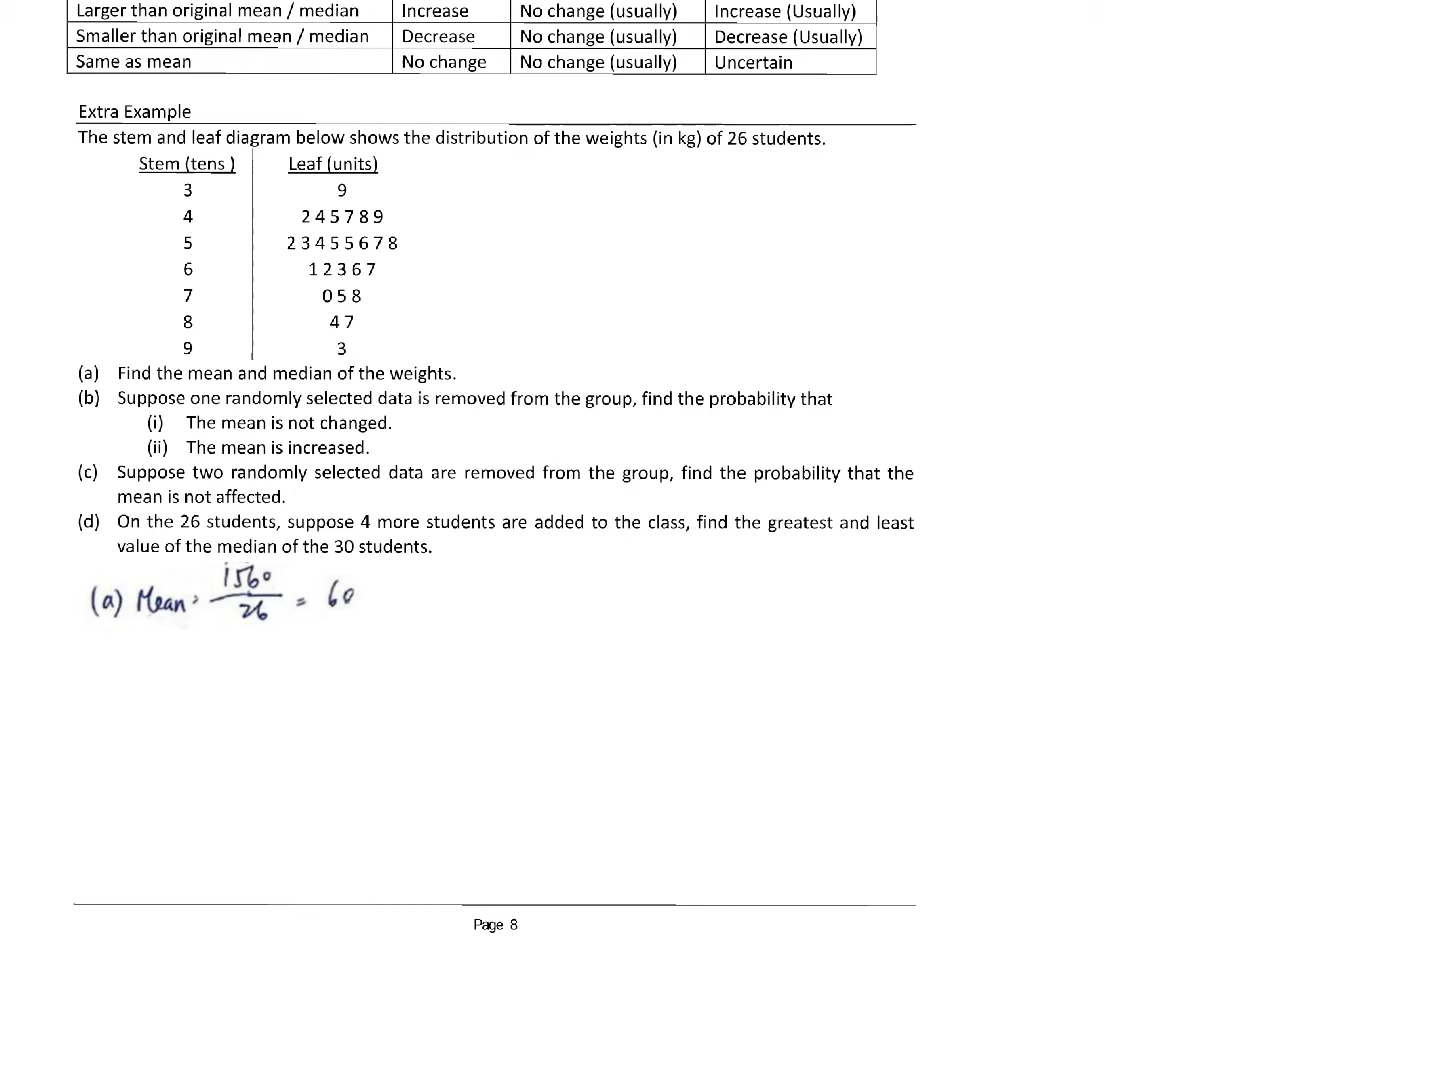 Larger than original mean / median Increase No change (usually) Increase (Usually)
Smaller than original mean / median Decrease No change (usually) Decrease (Usually)
Same as mean No change No change (usually) Uncertain
Extra Example
The stem and leaf diagram below shows the distribution of the weights (in kg) of 26 students.
Stem (tens ) Leaf (units)
3 9
4 2 4 5 7 8 9
5 2 3 4 5 5 6 7 8
6 1 2 3 6 7
7 0 5 8
8 4 7
9 3
(a) Find the mean and median of the weights.
(b) Suppose one randomly selected data is removed from the group, find the probability that
(i) The mean is not changed.
(ii) The mean is increased.
(c) Suppose two randomly selected data are removed from the group, find the probability that the
mean is not affected.
(d) On the 26 students, suppose 4 more students are added to the class, find the greatest and least
value of the median of the 30 students.
(a) Mean = 1560/26 = 60
Page 8